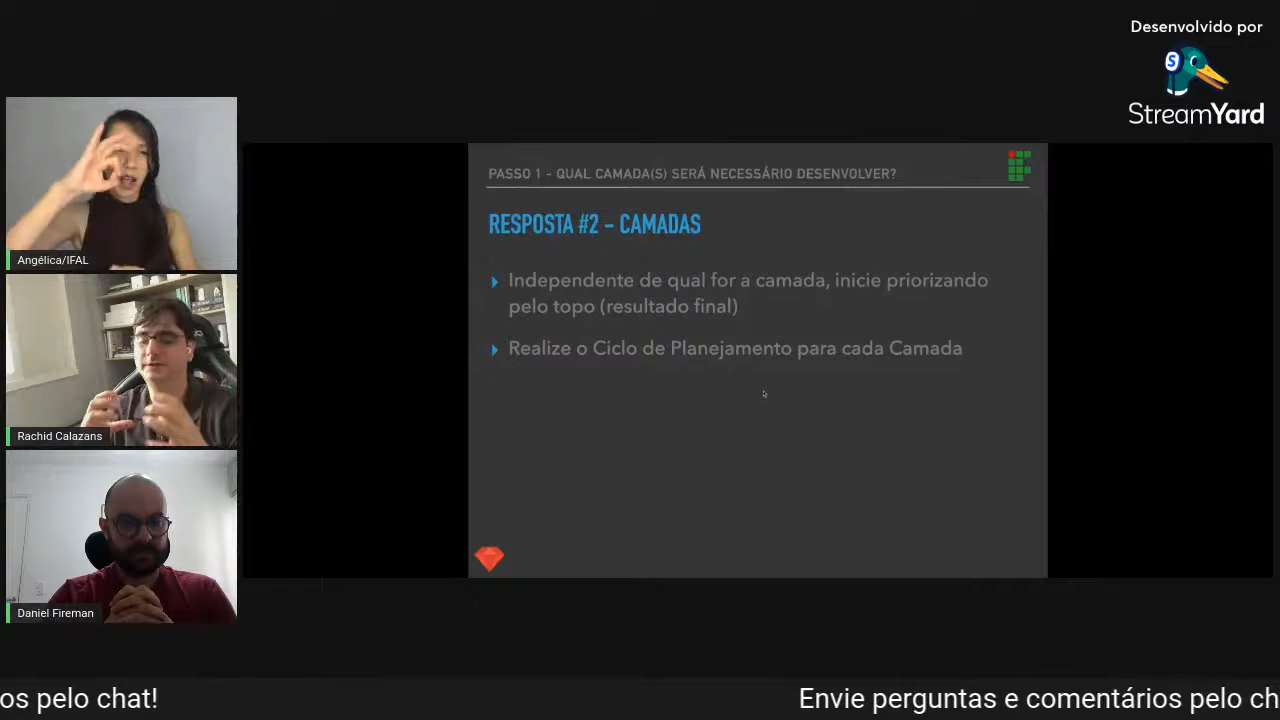 Desenvolvido por
StreamYard
Angélica/IFAL
Rachid Calazans
Daniel Fireman
PASSO 1 - QUAL CAMADA(S) SERÁ NECESSÁRIO DESENVOLVER?
RESPOSTA #2 - CAMADAS
Independente de qual for a camada, inicie priorizando
pelo topo (resultado final)
Realize o Ciclo de Planejamento para cada Camada
os pelo chat!
Envie perguntas e comentários pelo ch